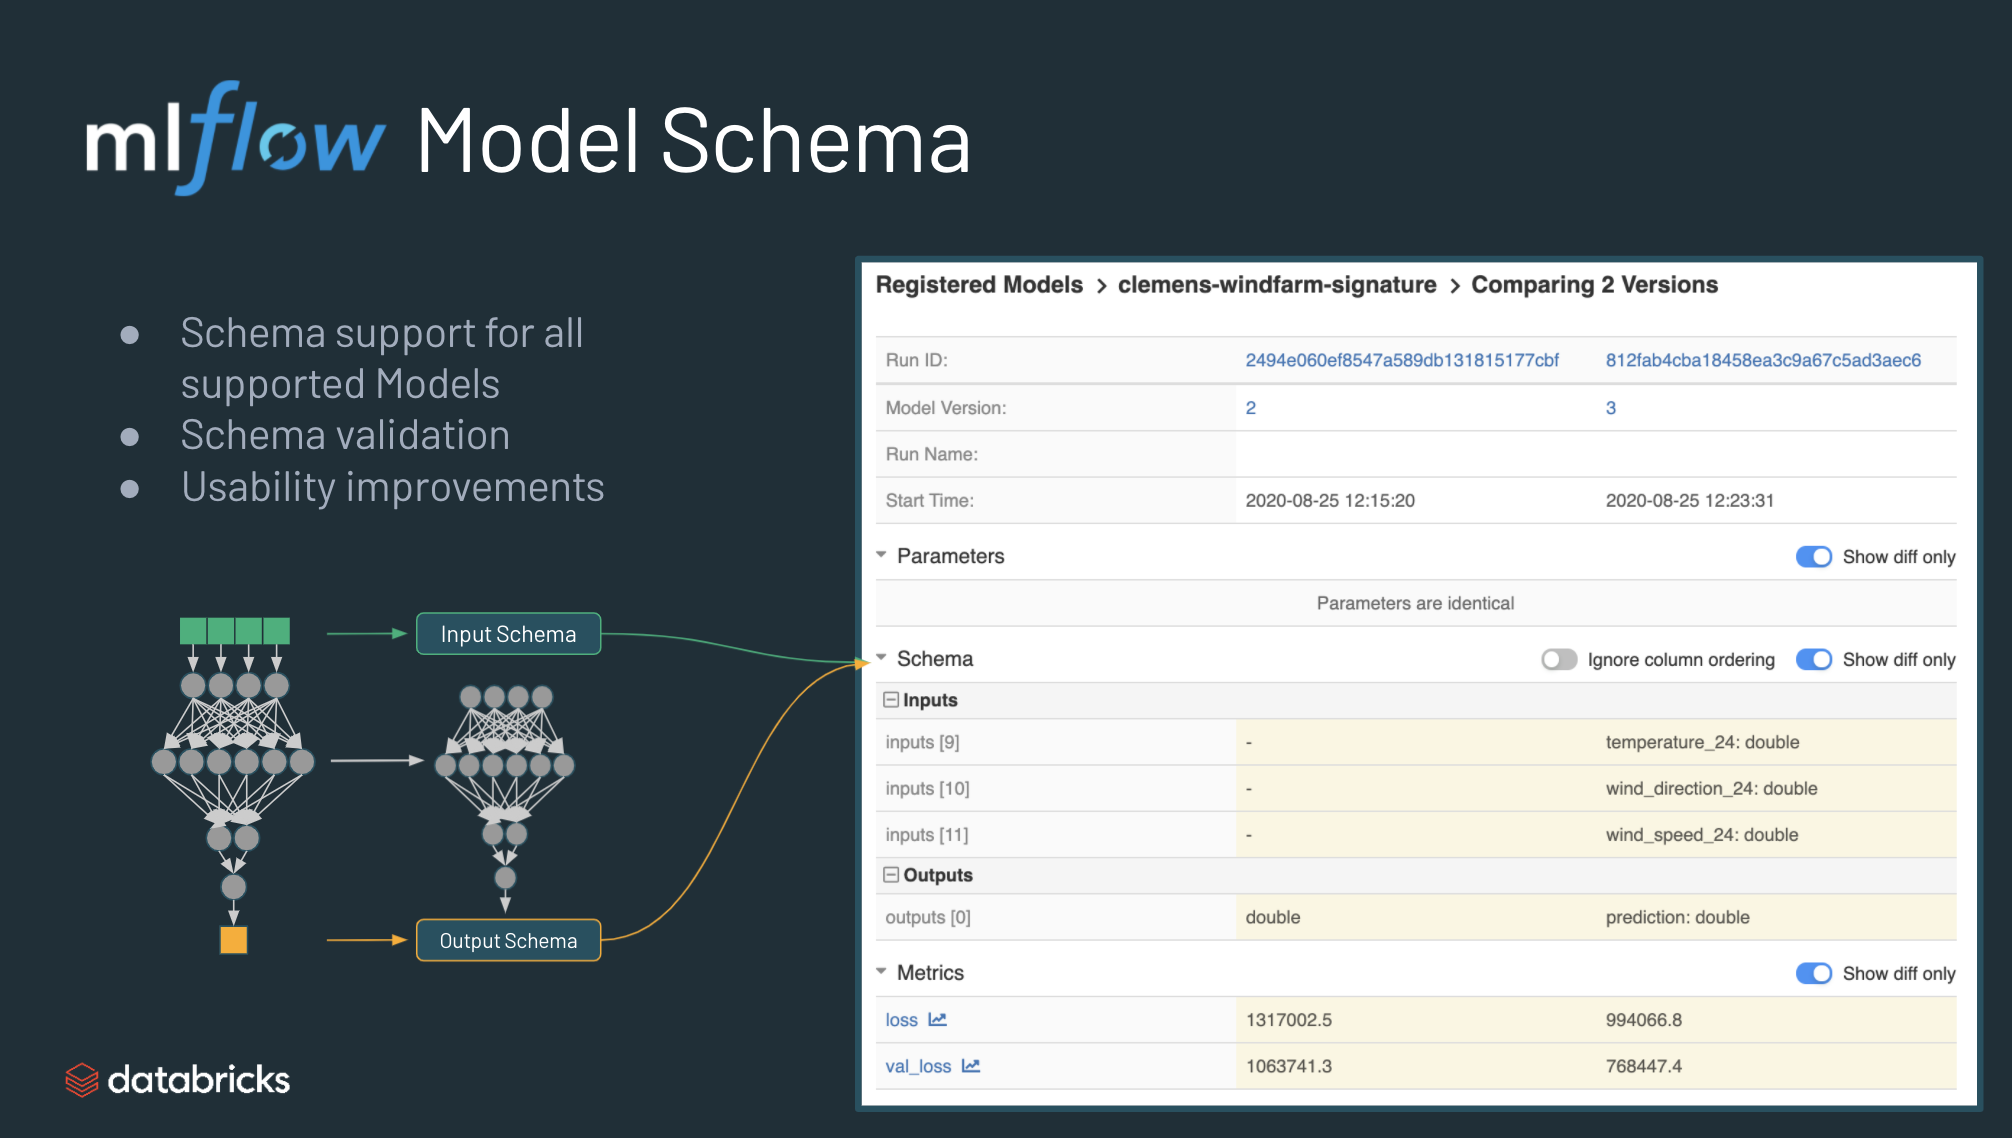 mlflow Model Schema
● Schema support for all
supported Models
● Schema validation
● Usability improvements
Input Schema
Output Schema
databricks
Registered Models > clemens-windfarm-signature > Comparing 2 Versions
Run ID: 2494e060ef8547a589db131815177cbf 812fab4cba18458ea3c9a67c5ad3aec6
Model Version: 2 3
Run Name:
Start Time: 2020-08-25 12:15:20 2020-08-25 12:23:31
Parameters Show diff only
Parameters are identical
Schema Ignore column ordering Show diff only
Inputs
inputs [9] - temperature_24: double
inputs [10] - wind_direction_24: double
inputs [11] - wind_speed_24: double
Outputs
outputs [0] double prediction: double
Metrics Show diff only
loss 1317002.5 994066.8
val_loss 1063741.3 768447.4